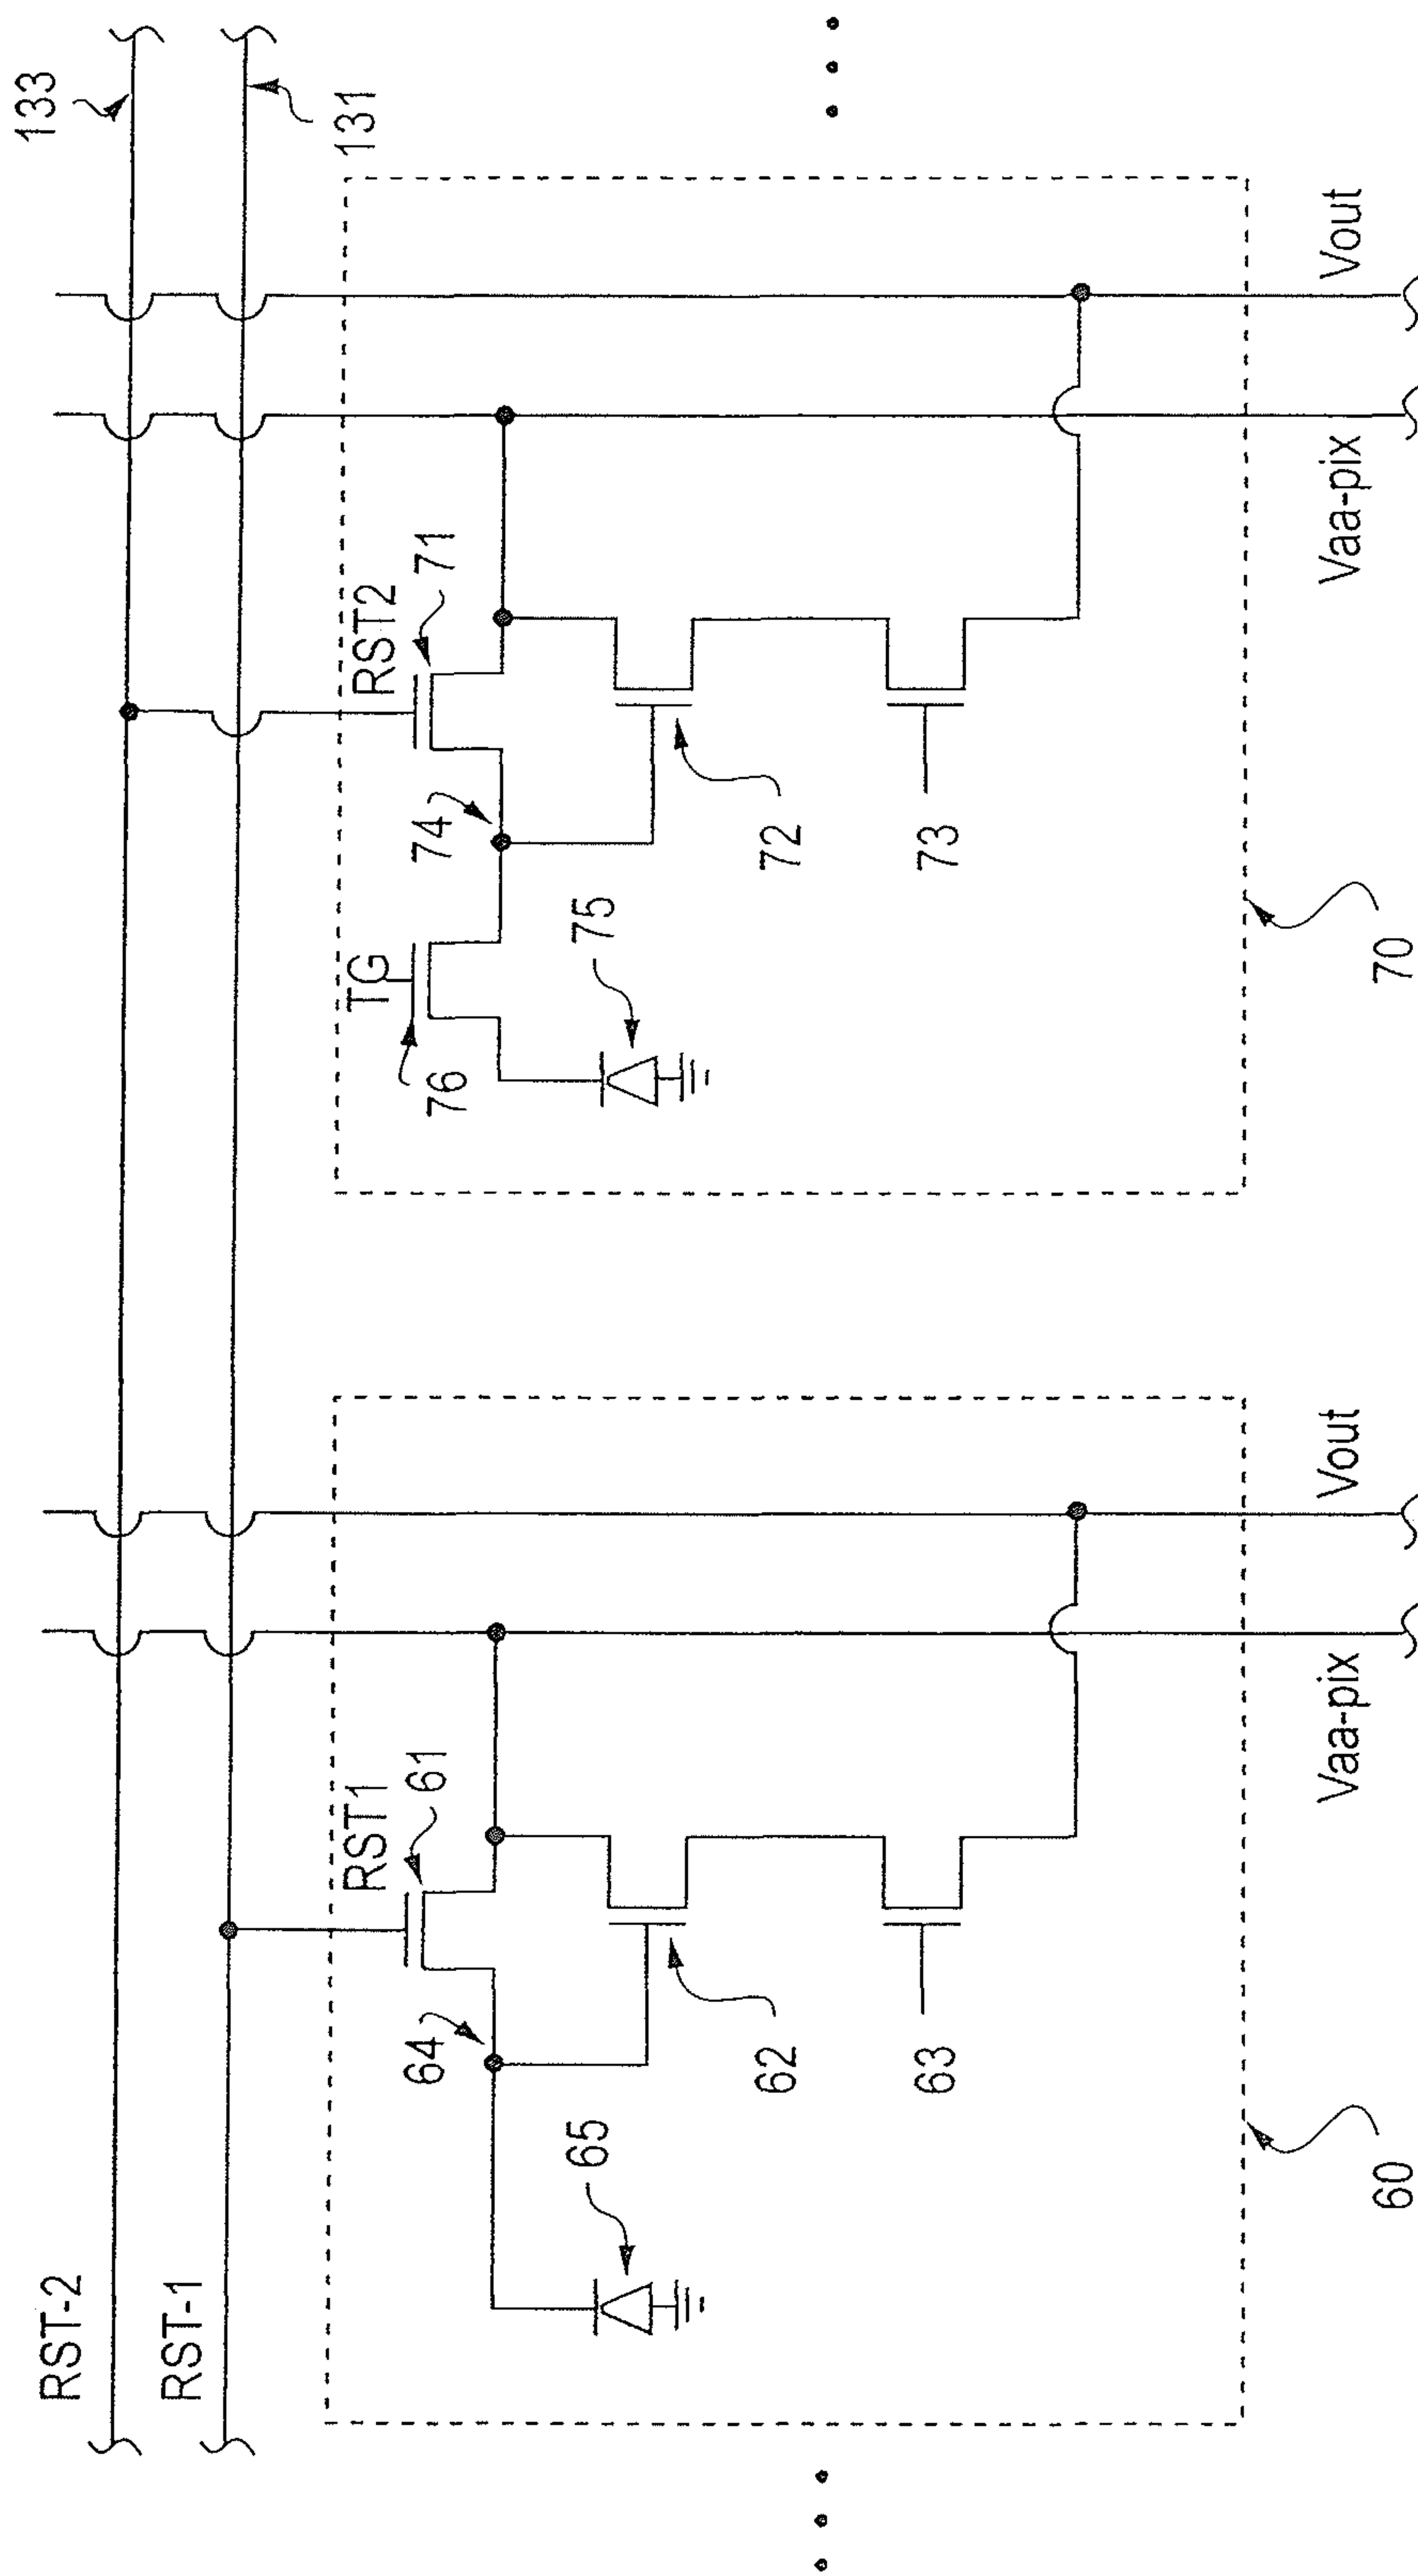 RST-2
RST-1
133
131
RST1
61
64
65
62
63
60
Vaa-pix
Vout
TG
76
74
RST2
71
75
72
73
70
Vaa-pix
Vout